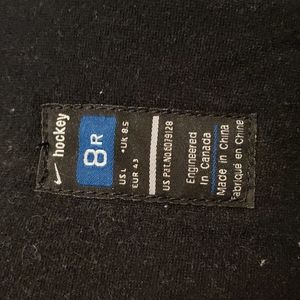 hockey
8R
US L
UK 8.5
EUR 43
US PAT.NO.6079128
Engineered
In Canada
Made in China
Fabriqué en Chine